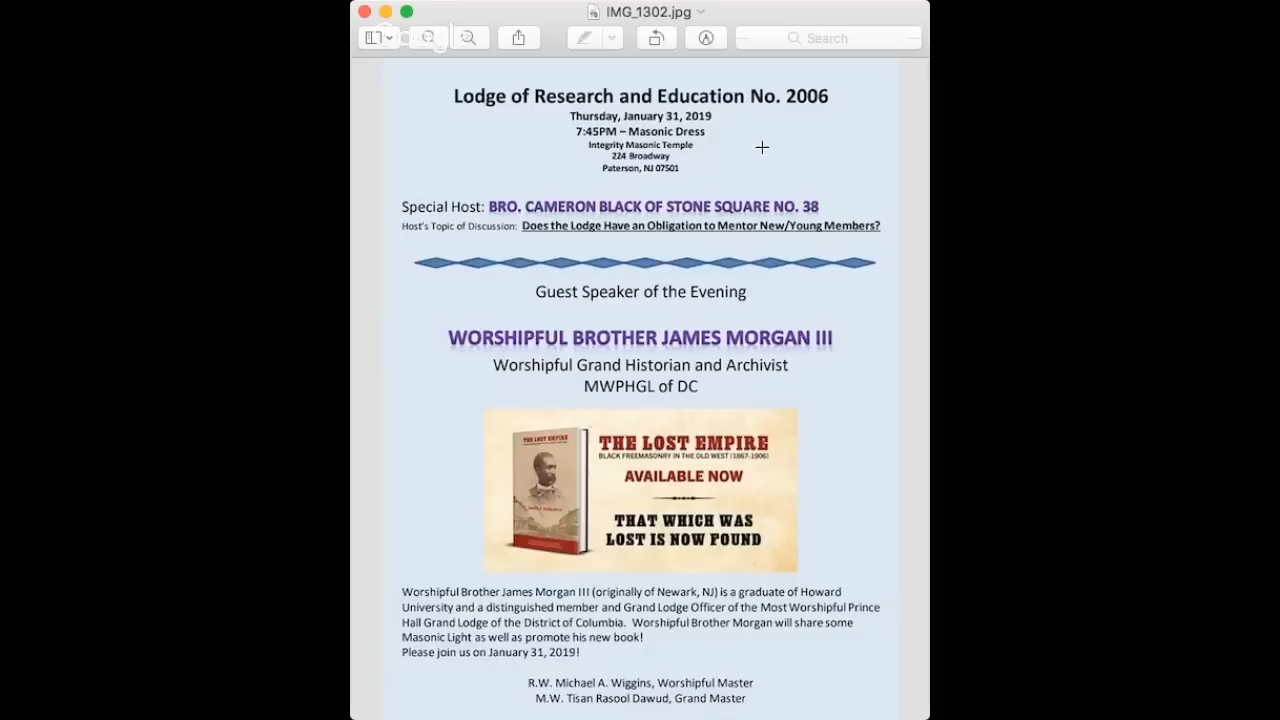 IMG_1302.jpg
Search
Lodge of Research and Education No. 2006
Thursday, January 31, 2019
7:45PM – Masonic Dress
Integrity Masonic Temple
224 Broadway
Paterson, NJ 07501
Special Host: BRO. CAMERON BLACK OF STONE SQUARE NO. 38
Host's Topic of Discussion: Does the Lodge Have an Obligation to Mentor New/Young Members?
Guest Speaker of the Evening
WORSHIPFUL BROTHER JAMES MORGAN III
Worshipful Grand Historian and Archivist
MWPHGL of DC
THE LOST EMPIRE
THE LOST EMPIRE
BLACK FREEMASONRY IN THE OLD WEST (1867-1906)
AVAILABLE NOW
THAT WHICH WAS
LOST IS NOW FOUND
Worshipful Brother James Morgan III (originally of Newark, NJ) is a graduate of Howard
University and a distinguished member and Grand Lodge Officer of the Most Worshipful Prince
Hall Grand Lodge of the District of Columbia. Worshipful Brother Morgan will share some
Masonic Light as well as promote his new book!
Please join us on January 31, 2019!
R.W. Michael A. Wiggins, Worshipful Master
M.W. Tisan Rasool Dawud, Grand Master